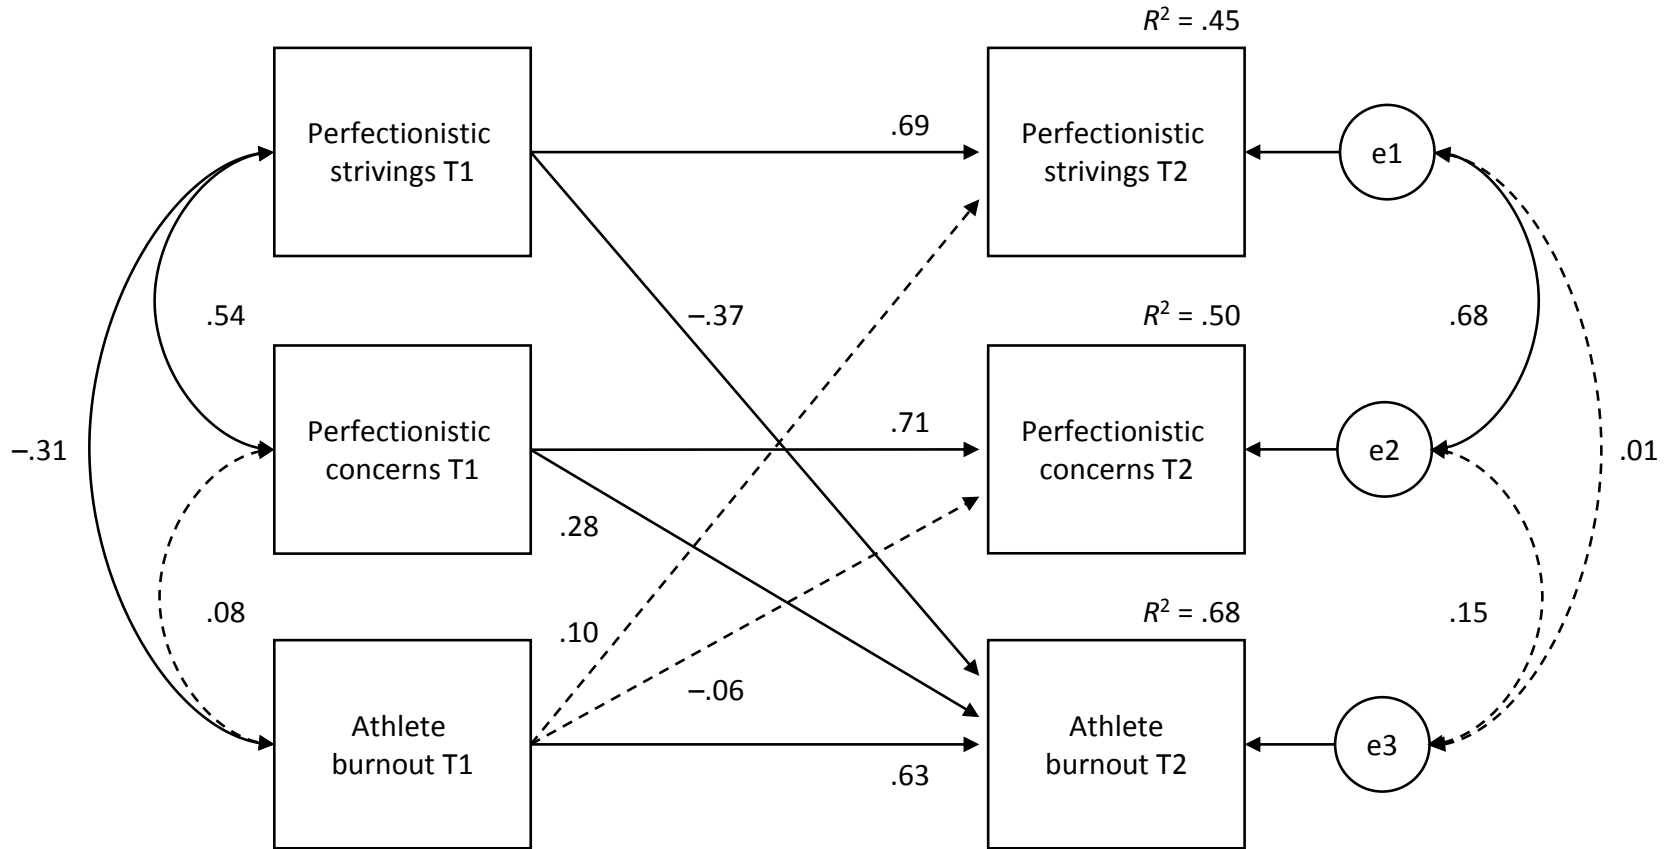 R² = .45
Perfectionistic
strivings T1
.69
Perfectionistic
strivings T2
e1
.54
–.37
R² = .50
.68
–.31
Perfectionistic
concerns T1
.71
Perfectionistic
concerns T2
e2
.01
.28
.08
.10
R² = .68
.15
–.06
Athlete
burnout T1
.63
Athlete
burnout T2
e3